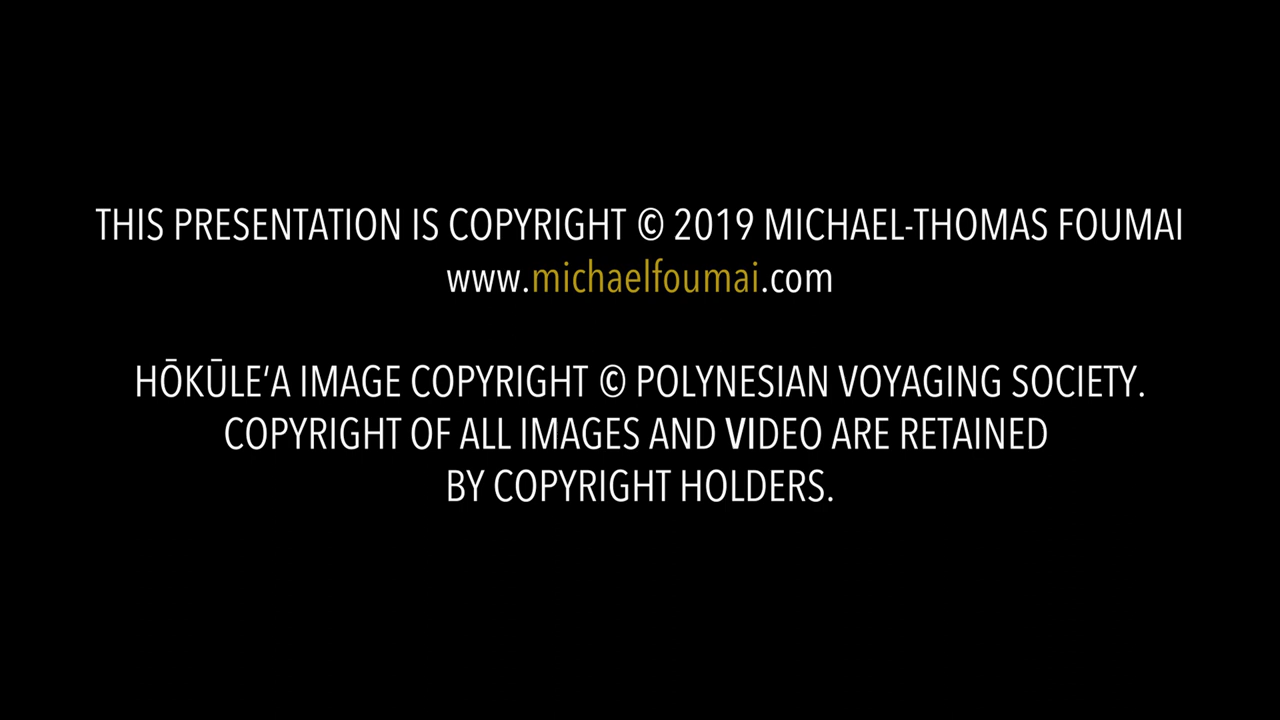 THIS PRESENTATION IS COPYRIGHT © 2019 MICHAEL-THOMAS FOUMAI
www.michaelfoumai.com
HŌKŪLE‘A IMAGE COPYRIGHT © POLYNESIAN VOYAGING SOCIETY.
COPYRIGHT OF ALL IMAGES AND VIDEO ARE RETAINED
BY COPYRIGHT HOLDERS.